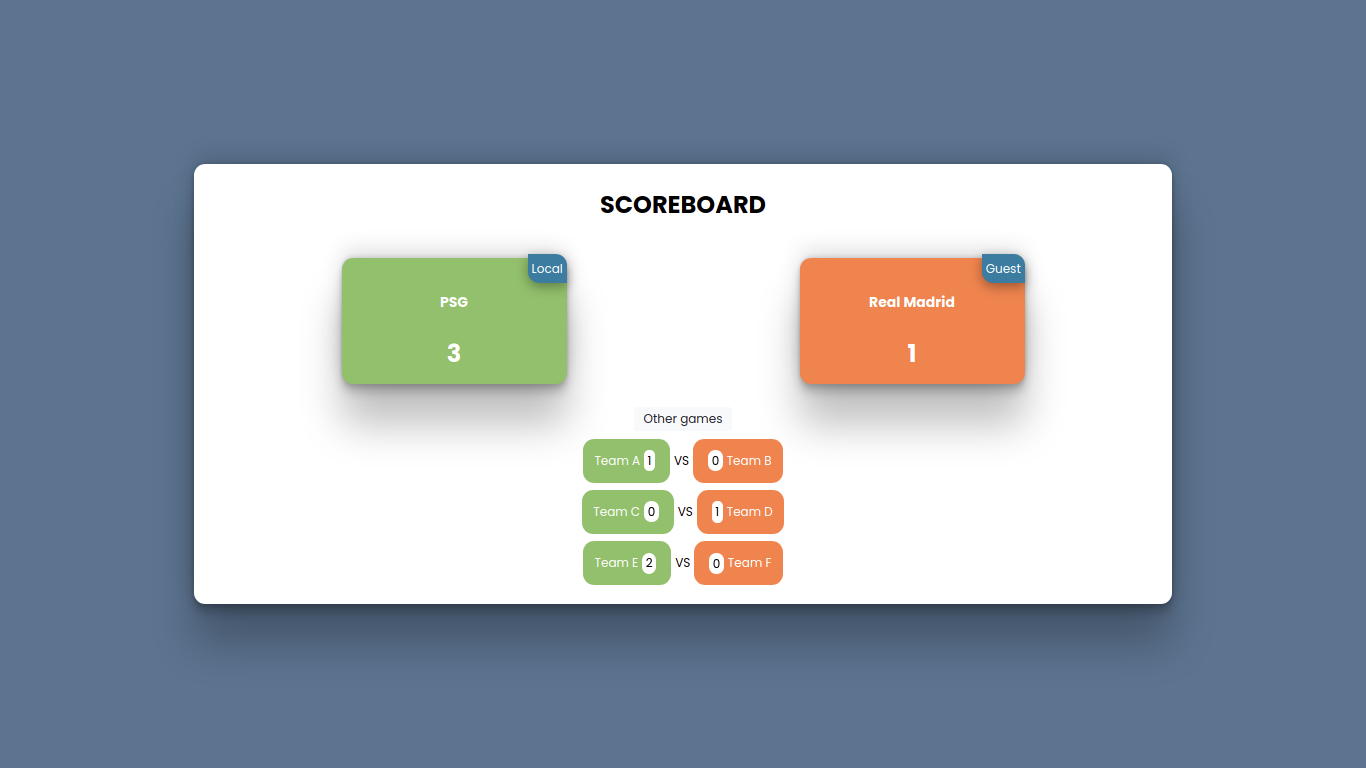 SCOREBOARD
Local
PSG
3
Guest
Real Madrid
1
Other games
Team A 1 VS 0 Team B
Team C 0 VS 1 Team D
Team E 2 VS 0 Team F